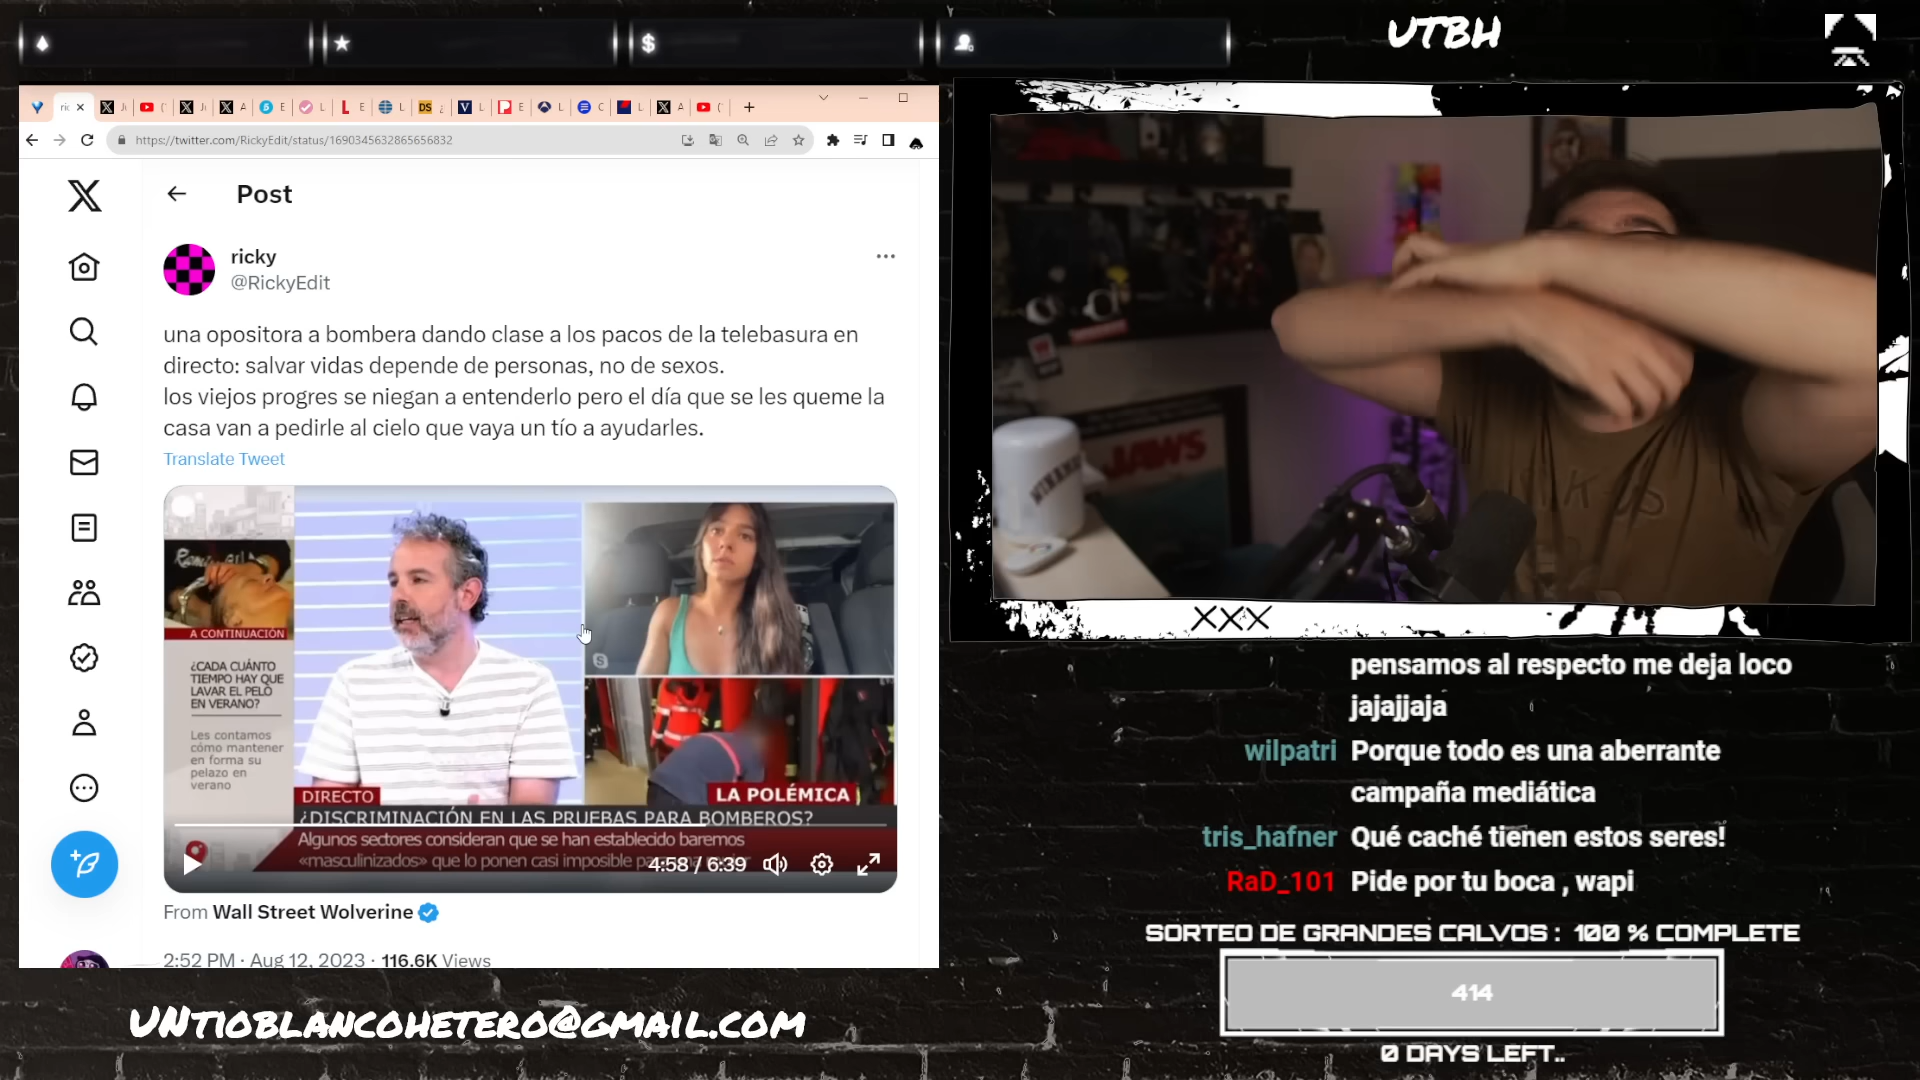 UTBH
https://twitter.com/RickyEdit/status/1690345632865656832
Post
ricky
@RickyEdit
una opositora a bombera dando clase a los pacos de la telebasura en
directo: salvar vidas depende de personas, no de sexos.
los viejos progres se niegan a entenderlo pero el día que se les queme la
casa van a pedirle al cielo que vaya un tío a ayudarles.
Translate Tweet
A CONTINUACIÓN
¿CADA CUÁNTO
TIEMPO HAY QUE
LAVAR EL PELO
EN VERANO?
Les contamos
cómo mantener
en forma su
pelazo en
verano
DIRECTO
LA POLÉMICA
¿DISCRIMINACIÓN EN LAS PRUEBAS PARA BOMBEROS?
Algunos sectores consideran que se han establecido baremos
«masculinizados» que lo ponen casi imposible
4:58 / 6:39
From Wall Street Wolverine
2:52 PM · Aug 12, 2023 · 116.6K Views
JAWS
XXX
pensamos al respecto me deja loco
jajajjaja
wilpatri Porque todo es una aberrante
campaña mediática
tris_hafner Qué caché tienen estos seres!
RaD_101 Pide por tu boca , wapi
SORTEO DE GRANDES CALVOS : 100 % COMPLETE
414
0 DAYS LEFT..
UNTIOBLANCOHETERO@GMAIL.COM